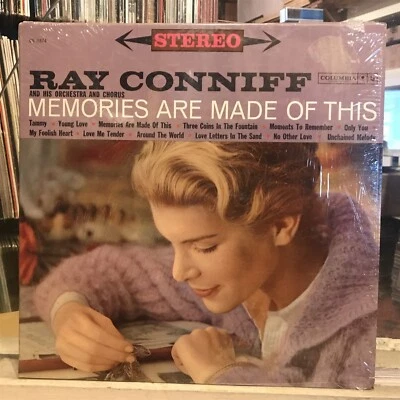 STEREO
RAY CONNIFF
COLUMBIA
AND HIS ORCHESTRA AND CHORUS
MEMORIES ARE MADE OF THIS
Tammy • Young Love • Memories Are Made Of This • Three Coins In The Fountain • Moments To Remember • Only You
My Foolish Heart • Love Me Tender • Around The World • Love Letters In The Sand • No Other Love • Unchained Melody